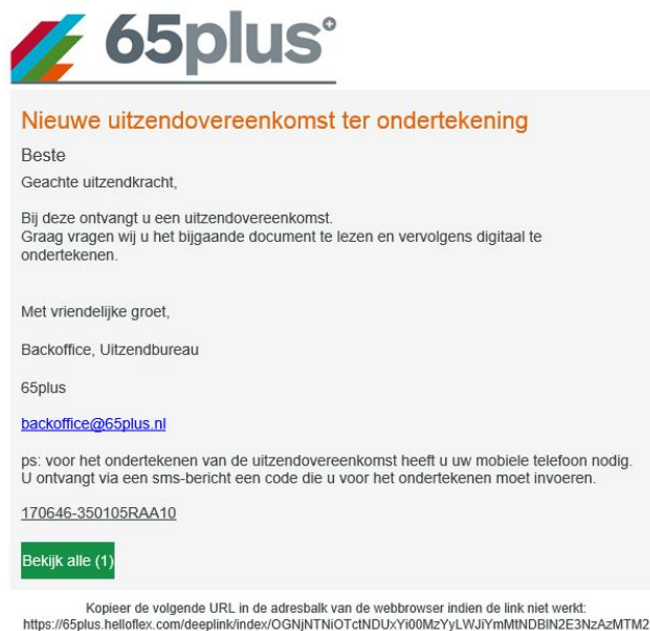 65plus+
Nieuwe uitzendovereenkomst ter ondertekening
Beste
Geachte uitzendkracht,
Bij deze ontvangt u een uitzendovereenkomst.
Graag vragen wij u het bijgaande document te lezen en vervolgens digitaal te
ondertekenen.
Met vriendelijke groet,
Backoffice, Uitzendbureau
65plus
backoffice@65plus.nl
ps: voor het ondertekenen van de uitzendovereenkomst heeft u uw mobiele telefoon nodig.
U ontvangt via een sms-bericht een code die u voor het ondertekenen moet invoeren.
170646-350105RAA10
Bekijk alle (1)
Kopieer de volgende URL in de adresbalk van de webbrowser indien de link niet werkt:
https://65plus.helloflex.com/deeplink/index/OGNjNTNiOTctNDUxYi00MzYyLWJiYmMtNDBlN2E3NzAzMTM2